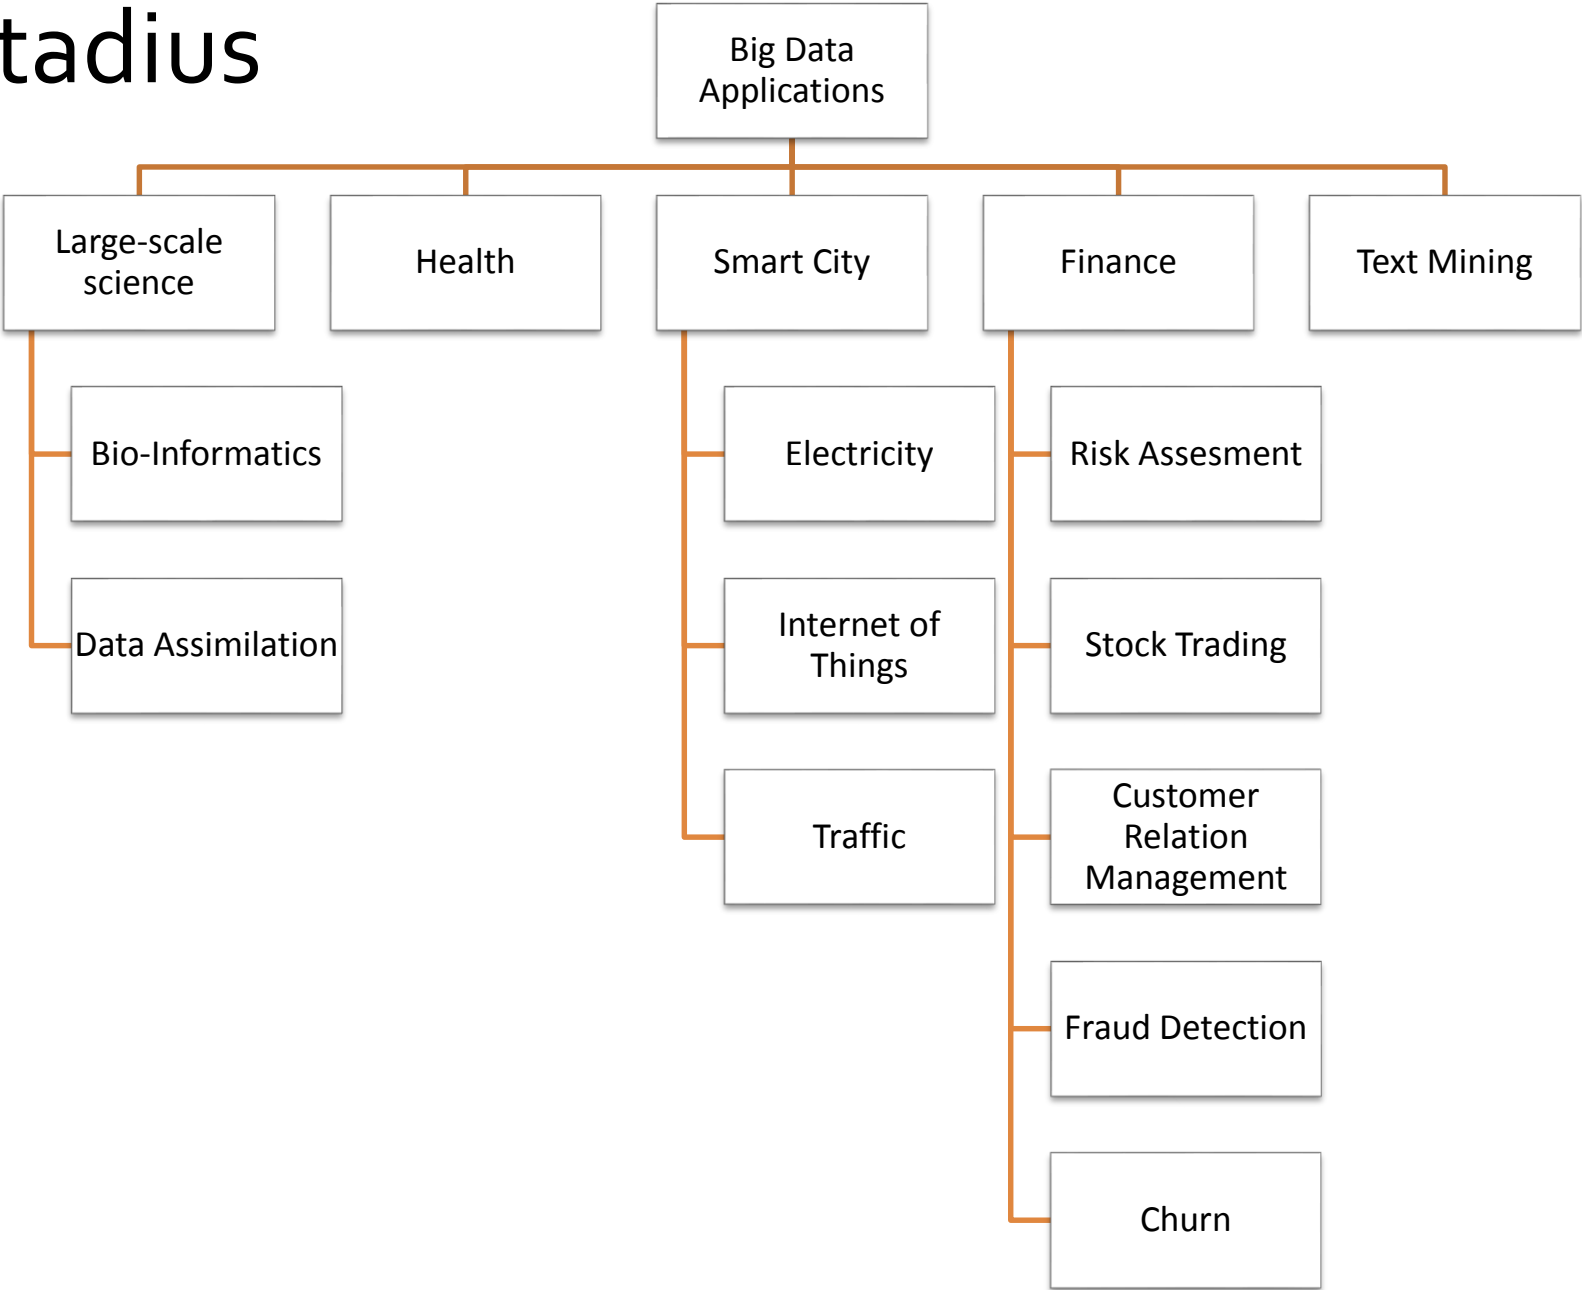 tadius
Big Data
Applications
Large-scale
science
Health
Smart City
Finance
Text Mining
Bio-Informatics
Data Assimilation
Electricity
Internet of
Things
Traffic
Risk Assesment
Stock Trading
Customer
Relation
Management
Fraud Detection
Churn